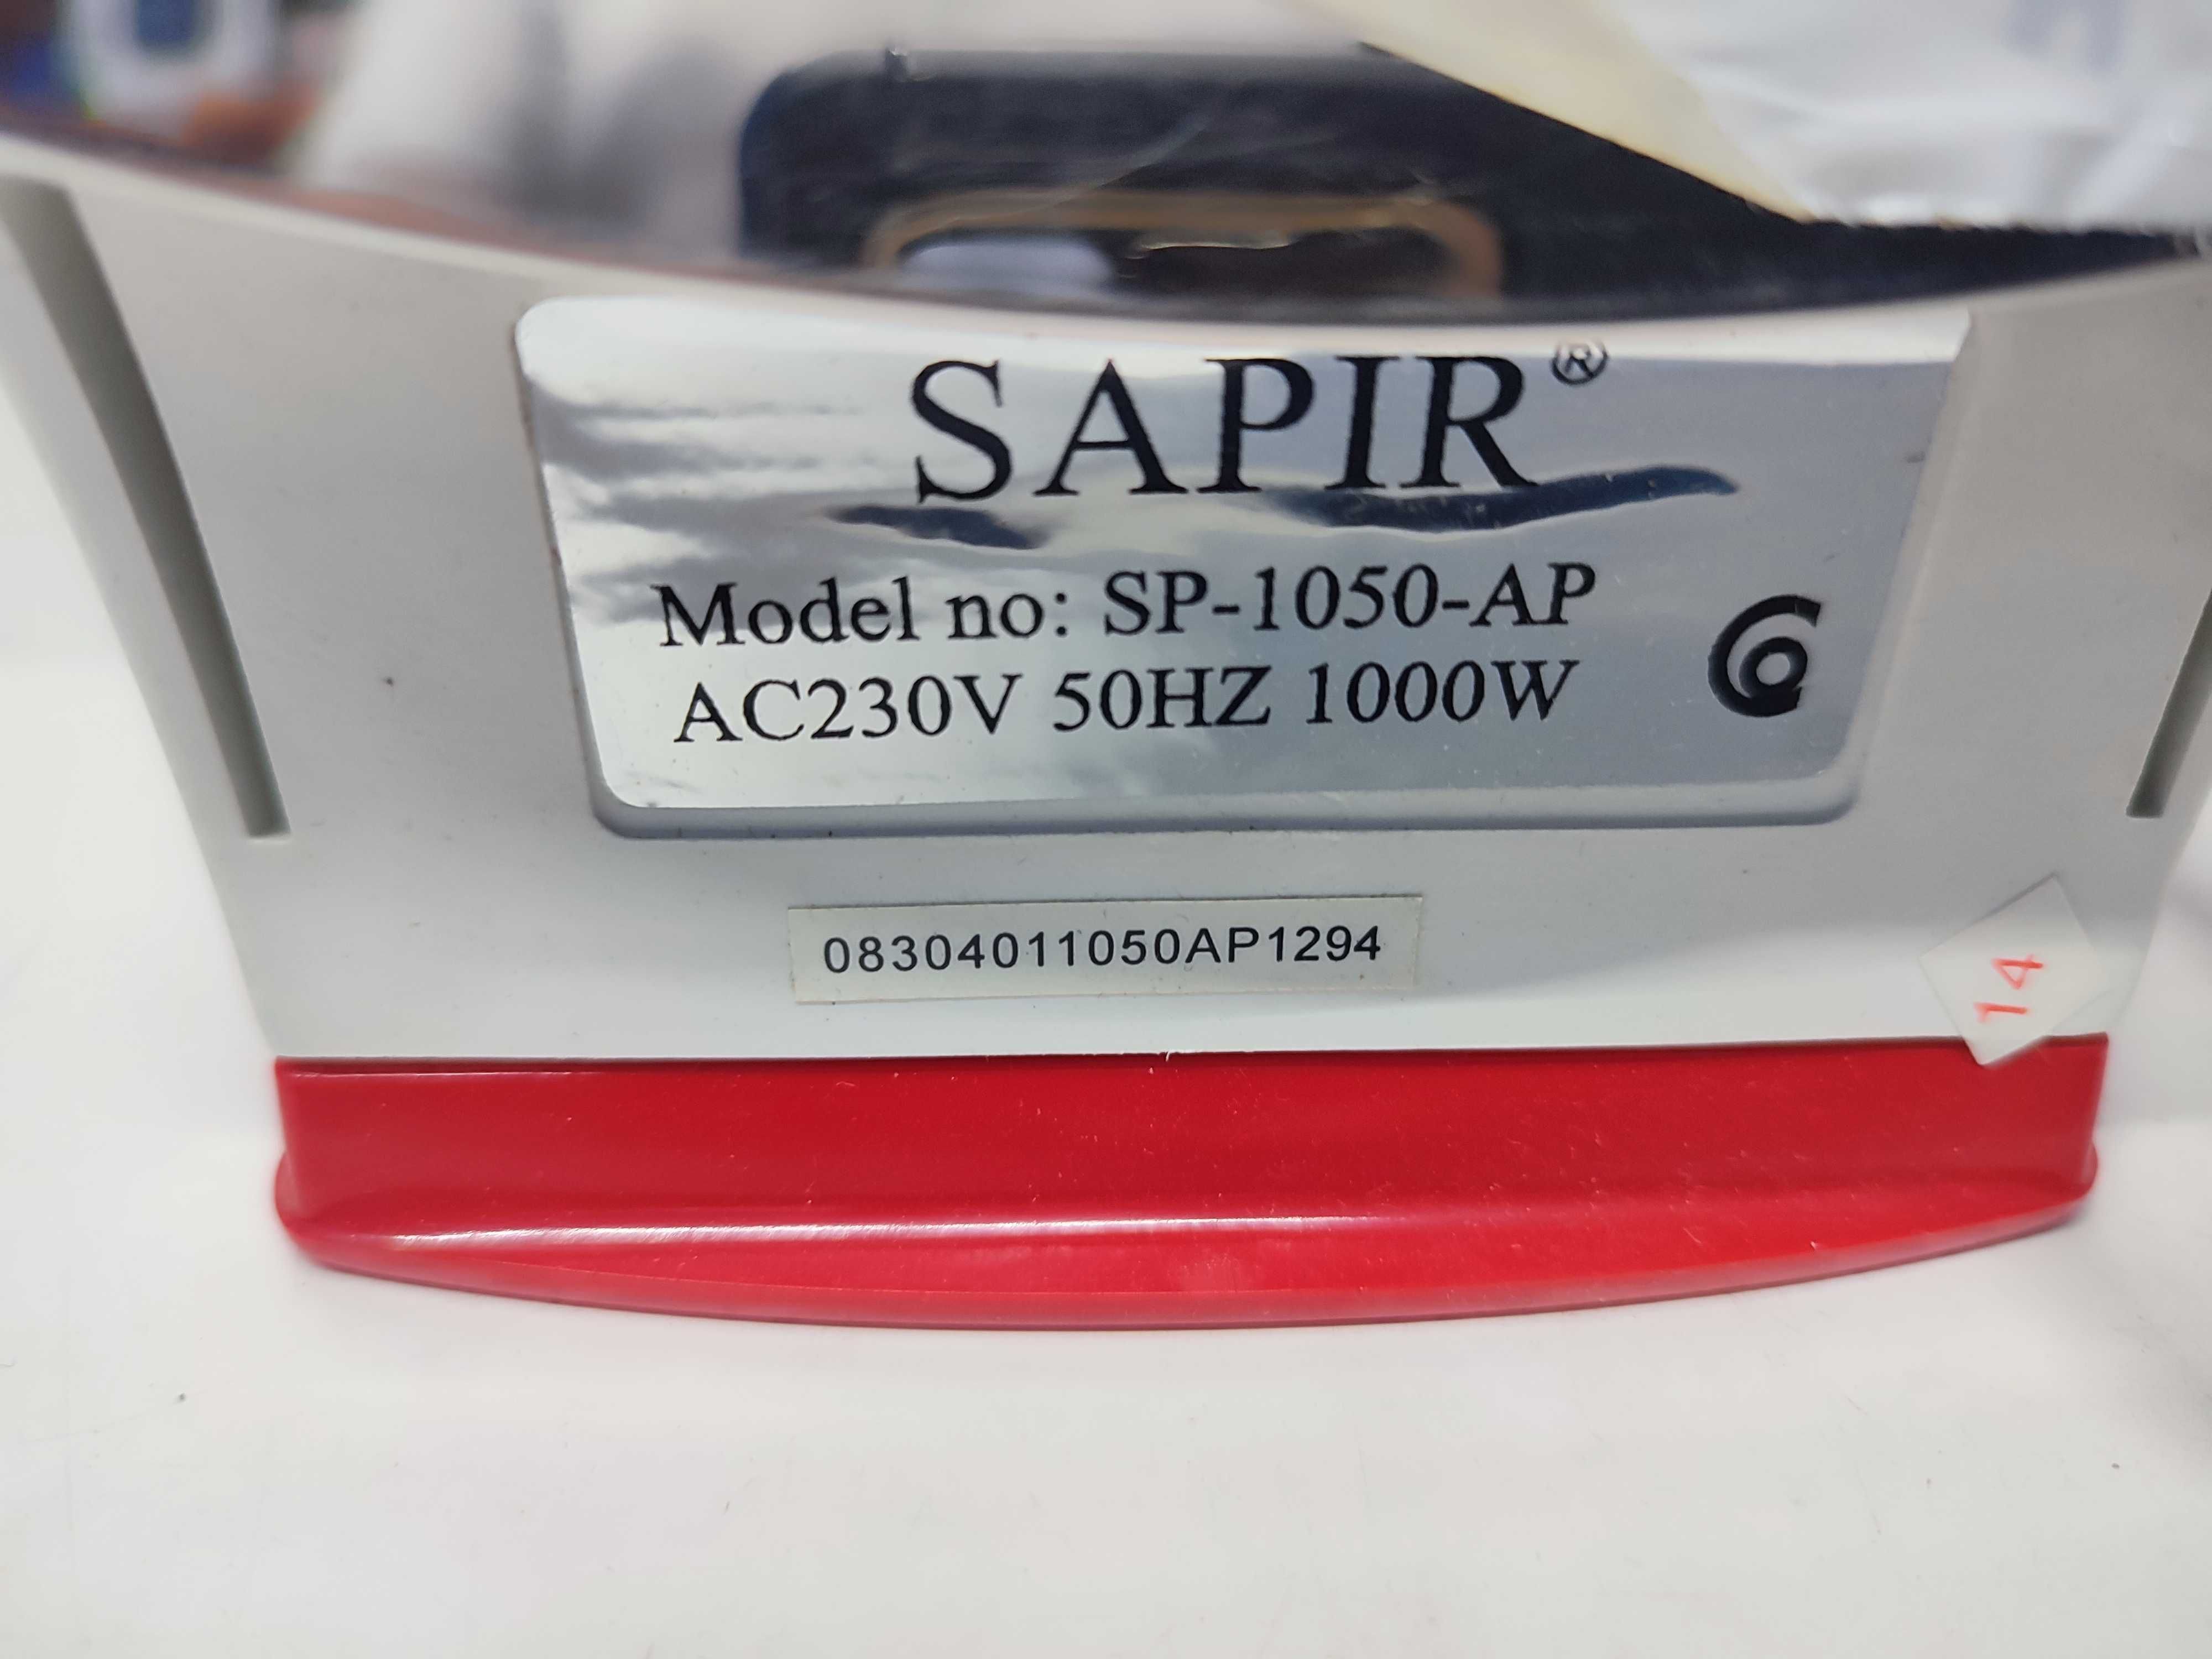 SAPIR®
Model no: SP-1050-AP
AC230V 50HZ 1000W
08304011050AP1294
14